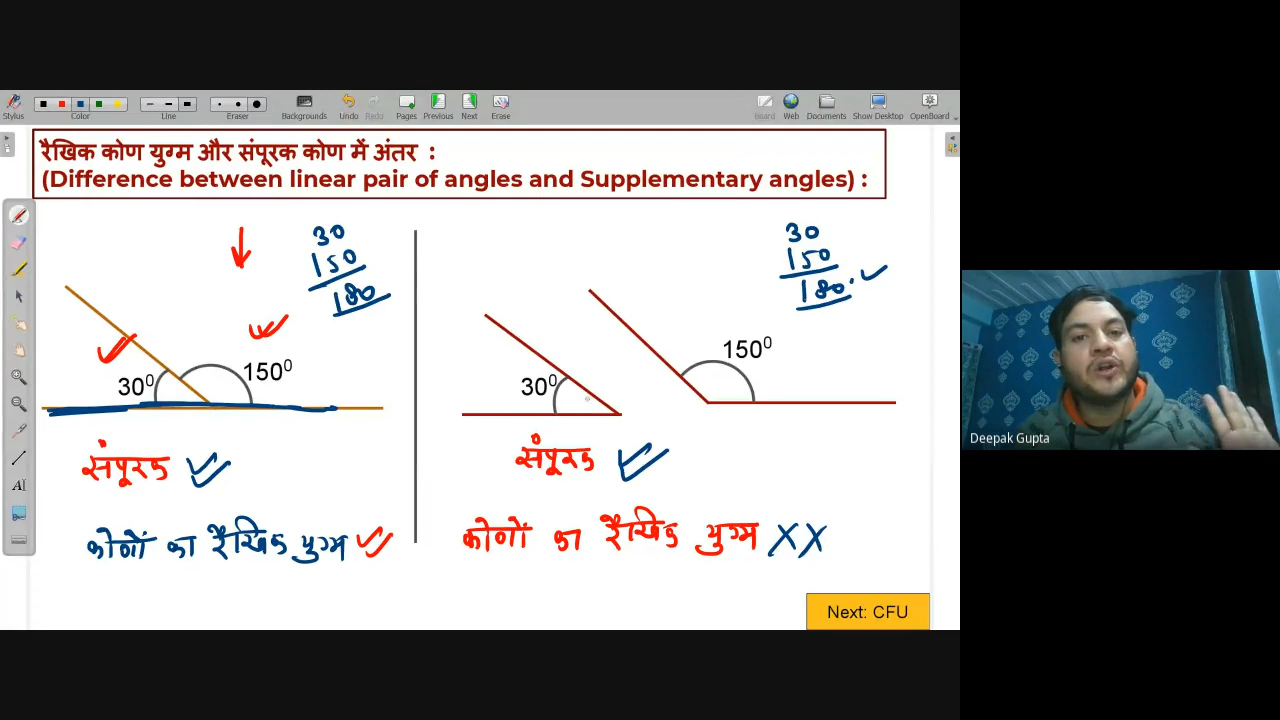 Stylus
Color
Line
Eraser
Backgrounds
Undo
Redo
Pages
Previous
Next
Erase
Board
Web
Documents
Show Desktop
OpenBoard
रैखिक कोण युग्म और संपूरक कोण में अंतर :
(Difference between linear pair of angles and Supplementary angles) :
30
150
180
30⁰
150⁰
संपूरक
कोणों का रैखिक युग्म
30
150
180
30⁰
150⁰
संपूरक
कोणों का रैखिक युग्म XX
Next: CFU
Deepak Gupta